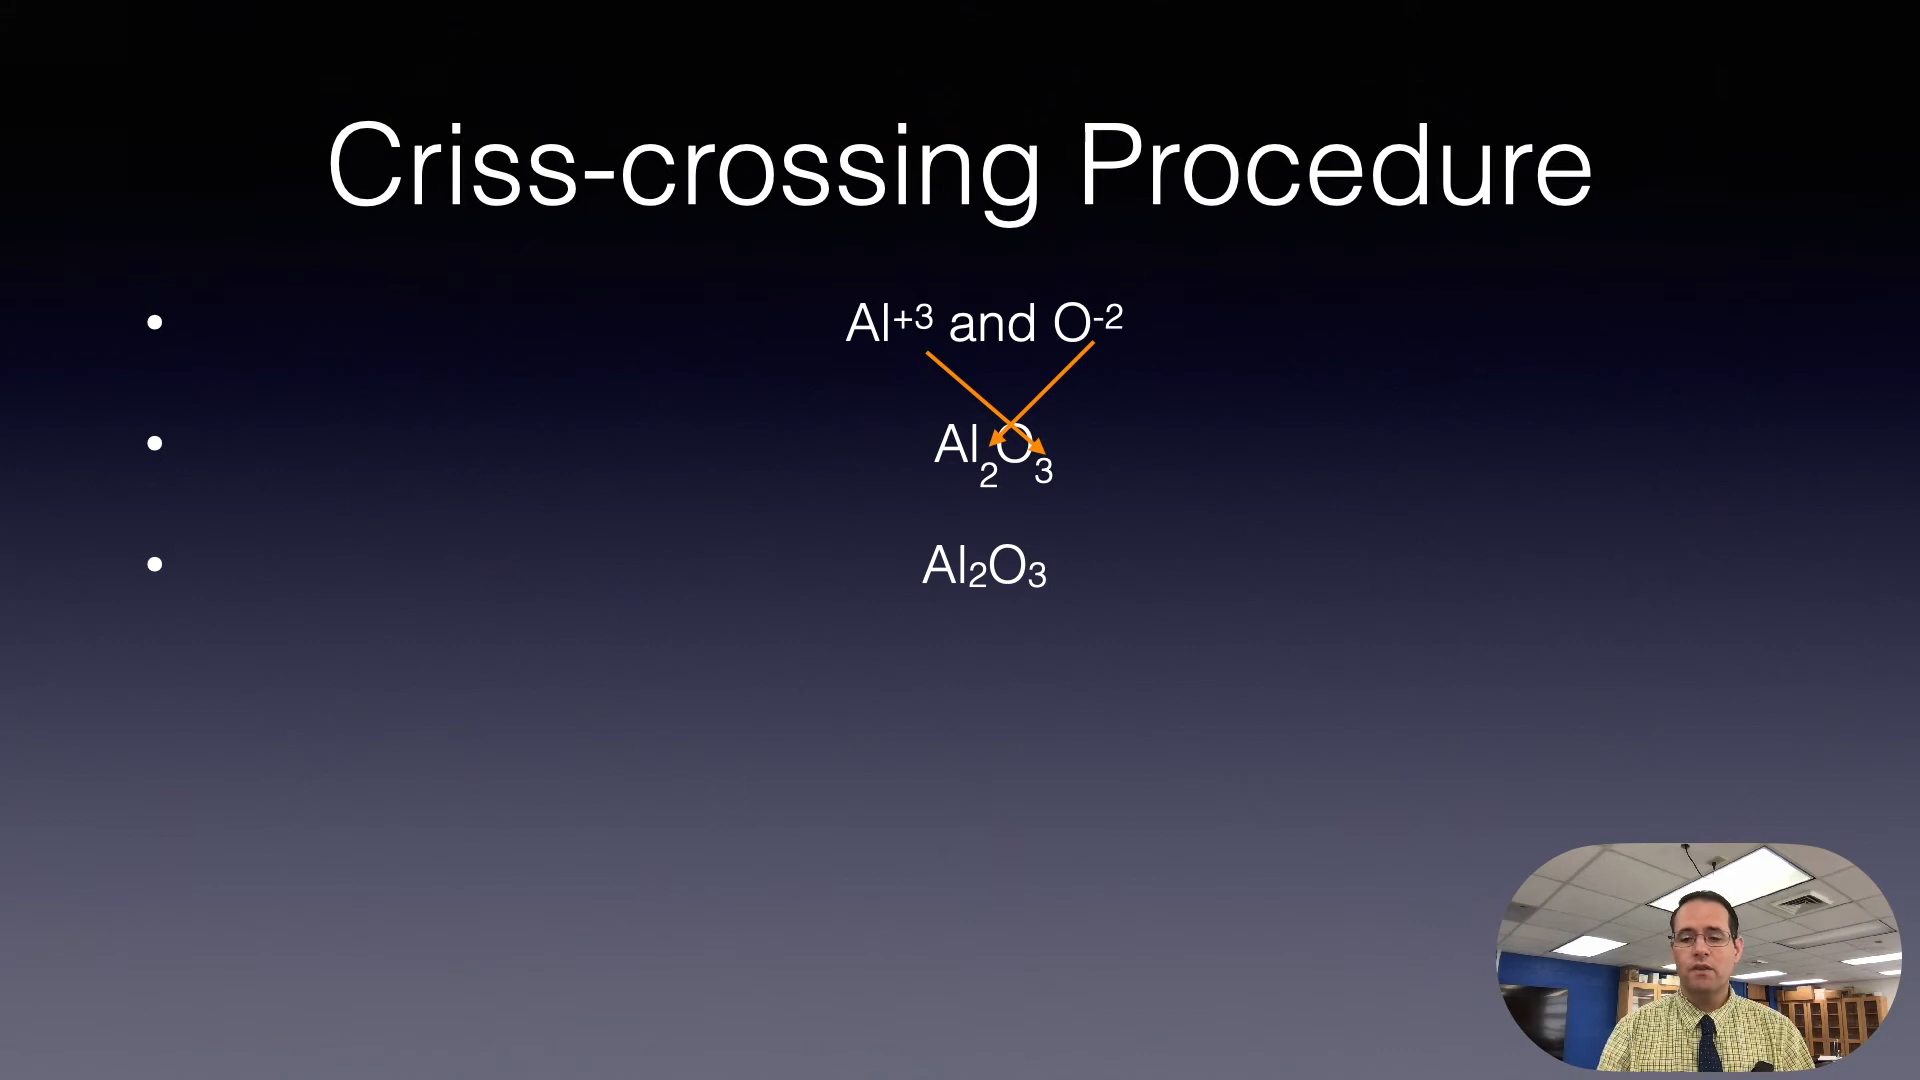 Criss-crossing Procedure
• Al⁺³ and O⁻²
• Al₂O₃
• Al₂O₃